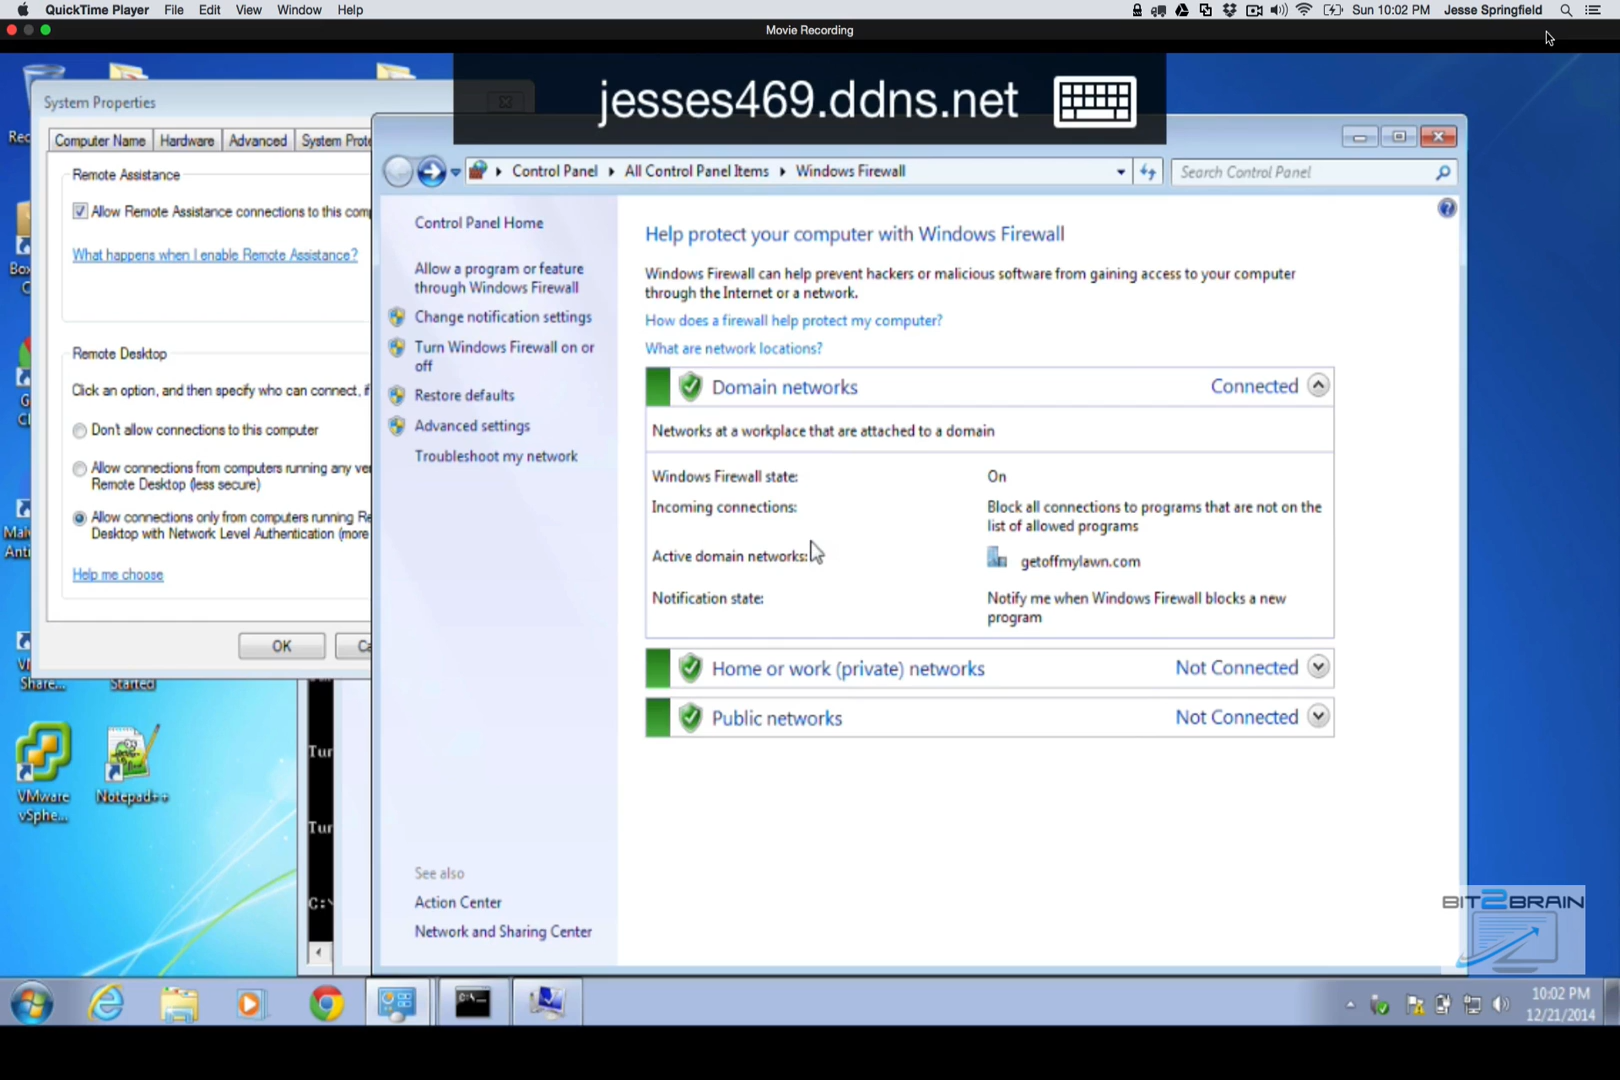 QuickTime Player File Edit View Window Help
Sun 10:02 PM Jesse Springfield
Movie Recording
jesses469.ddns.net
System Properties
Computer Name Hardware Advanced
Remote Assistance
Allow Remote Assistance connections to this
What happens when I enable Remote Assistance?
Remote Desktop
Click an option, and then specify who can connect,
Don't allow connections to this computer
Allow connections from computers running any
Remote Desktop (less secure)
Allow connections only from computers running
Desktop with Network Level Authentication (more
Help me choose
OK
Control Panel All Control Panel Items Windows Firewall
Search Control Panel
Control Panel Home
Allow a program or feature
through Windows Firewall
Change notification settings
Turn Windows Firewall on or
off
Restore defaults
Advanced settings
Troubleshoot my network
See also
Action Center
Network and Sharing Center
Help protect your computer with Windows Firewall
Windows Firewall can help prevent hackers or malicious software from gaining access to your computer
through the Internet or a network.
How does a firewall help protect my computer?
What are network locations?
Domain networks Connected
Networks at a workplace that are attached to a domain
Windows Firewall state: On
Incoming connections: Block all connections to programs that are not on the
list of allowed programs
Active domain networks: getoffmylawn.com
Notification state: Notify me when Windows Firewall blocks a new
program
Home or work (private) networks Not Connected
Public networks Not Connected
Share... Started
VMware
vSphe...
Notepad++
C:\
BIT2BRAIN
10:02 PM
12/21/2014